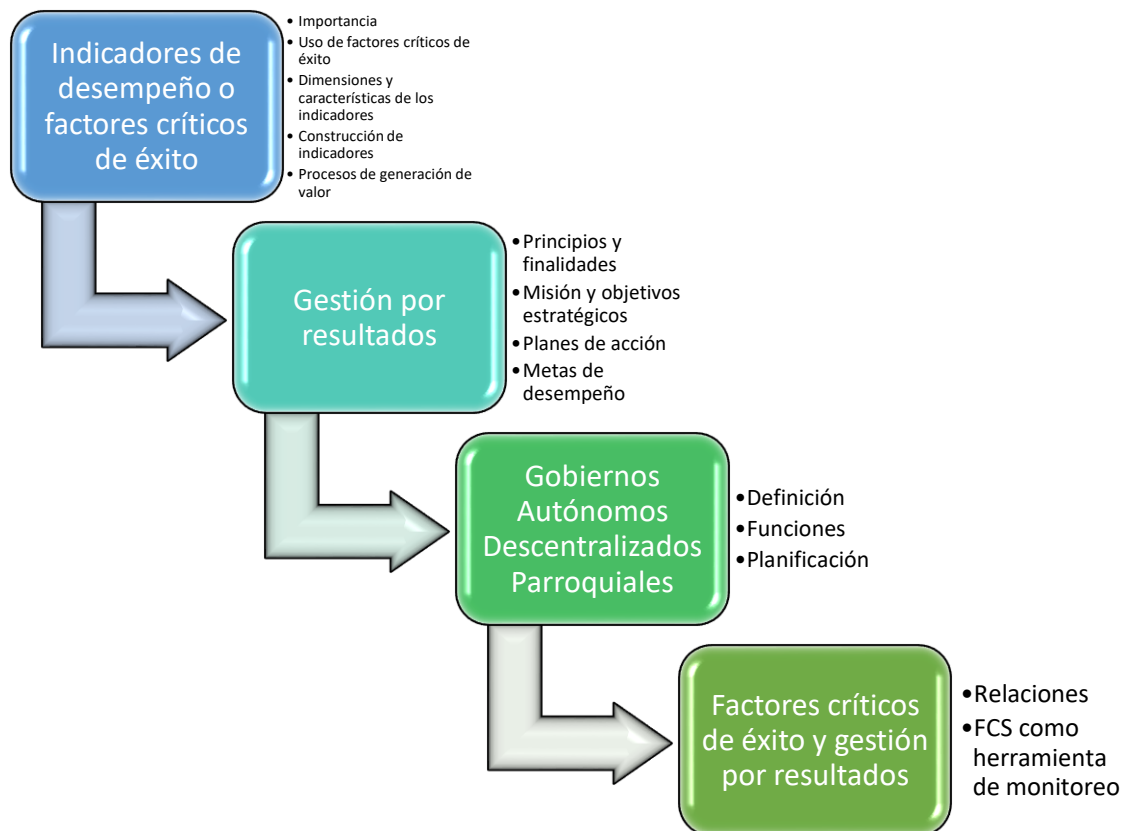 Indicadores de
desempeño o
factores críticos
de éxito
• Importancia
• Uso de factores críticos de
éxito
• Dimensiones y
características de los
indicadores
• Construcción de
indicadores
• Procesos de generación de
valor
Gestión por
resultados
•Principios y
finalidades
•Misión y objetivos
estratégicos
•Planes de acción
•Metas de
desempeño
Gobiernos
Autónomos
Descentralizados
Parroquiales
•Definición
•Funciones
•Planificación
Factores críticos
de éxito y gestión
por resultados
•Relaciones
•FCS como
herramienta
de monitoreo